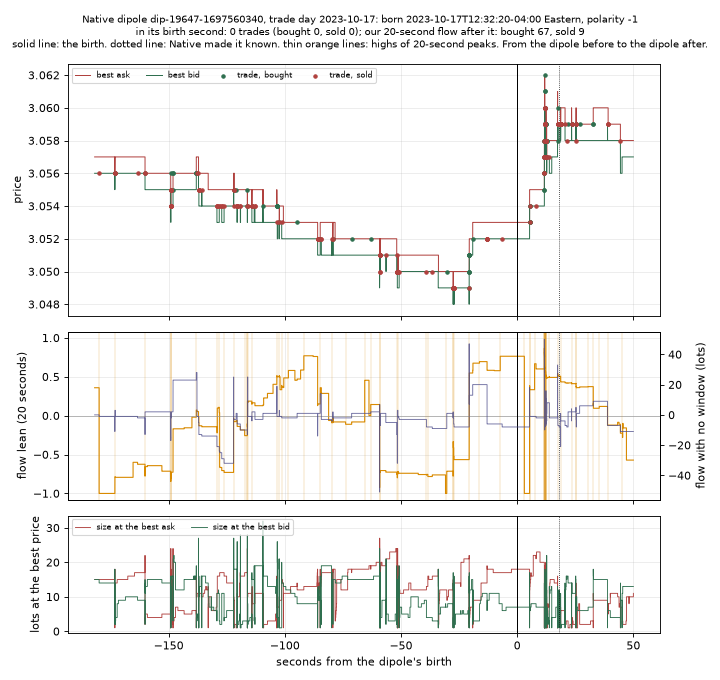 Native dipole dip-19647-1697560340, trade day 2023-10-17: born 2023-10-17T12:32:20-04:00 Eastern, polarity -1
in its birth second: 0 trades (bought 0, sold 0); our 20-second flow after it: bought 67, sold 9
solid line: the birth. dotted line: Native made it known. thin orange lines: highs of 20-second peaks. From the dipole before to the dipole after.
best ask
best bid
trade, bought
trade, sold
3.062
3.060
3.058
3.056
3.054
3.052
3.050
3.048
price
1.0
0.5
0.0
−0.5
−1.0
flow lean (20 seconds)
40
20
0
−20
−40
flow with no window (lots)
size at the best ask
size at the best bid
30
20
10
0
lots at the best price
−150
−100
−50
0
50
seconds from the dipole's birth